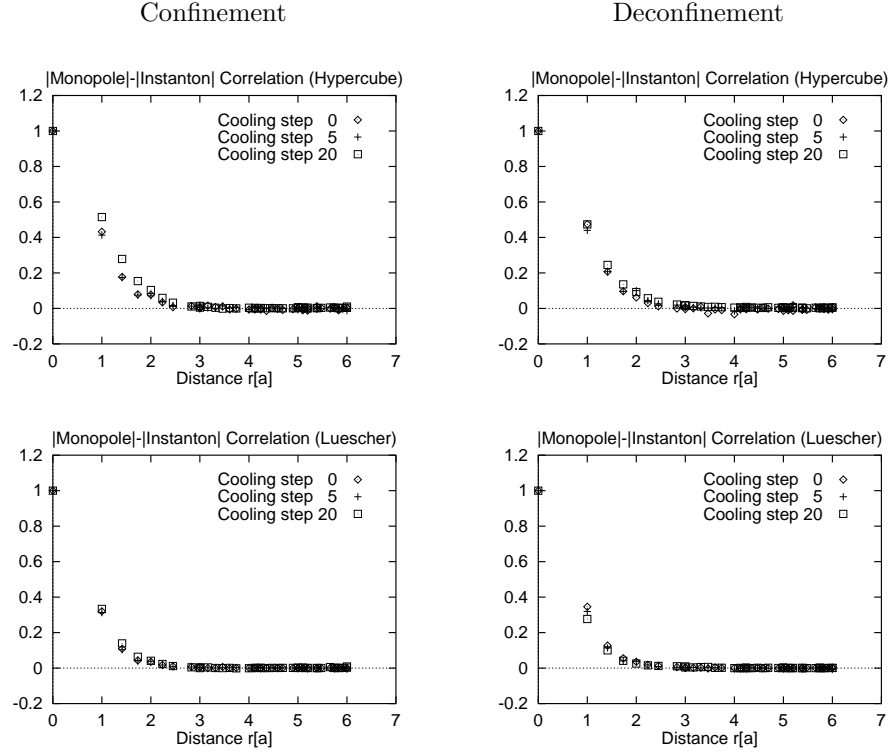 Confinement
Deconfinement
|Monopole|-|Instanton| Correlation (Hypercube)
1.2
1
0.8
0.6
0.4
0.2
0
-0.2
Cooling step 0
Cooling step 5
Cooling step 20
0 1 2 3 4 5 6 7
Distance r[a]
|Monopole|-|Instanton| Correlation (Hypercube)
1.2
1
0.8
0.6
0.4
0.2
0
-0.2
Cooling step 0
Cooling step 5
Cooling step 20
0 1 2 3 4 5 6 7
Distance r[a]
|Monopole|-|Instanton| Correlation (Luescher)
1.2
1
0.8
0.6
0.4
0.2
0
-0.2
Cooling step 0
Cooling step 5
Cooling step 20
0 1 2 3 4 5 6 7
Distance r[a]
|Monopole|-|Instanton| Correlation (Luescher)
1.2
1
0.8
0.6
0.4
0.2
0
-0.2
Cooling step 0
Cooling step 5
Cooling step 20
0 1 2 3 4 5 6 7
Distance r[a]